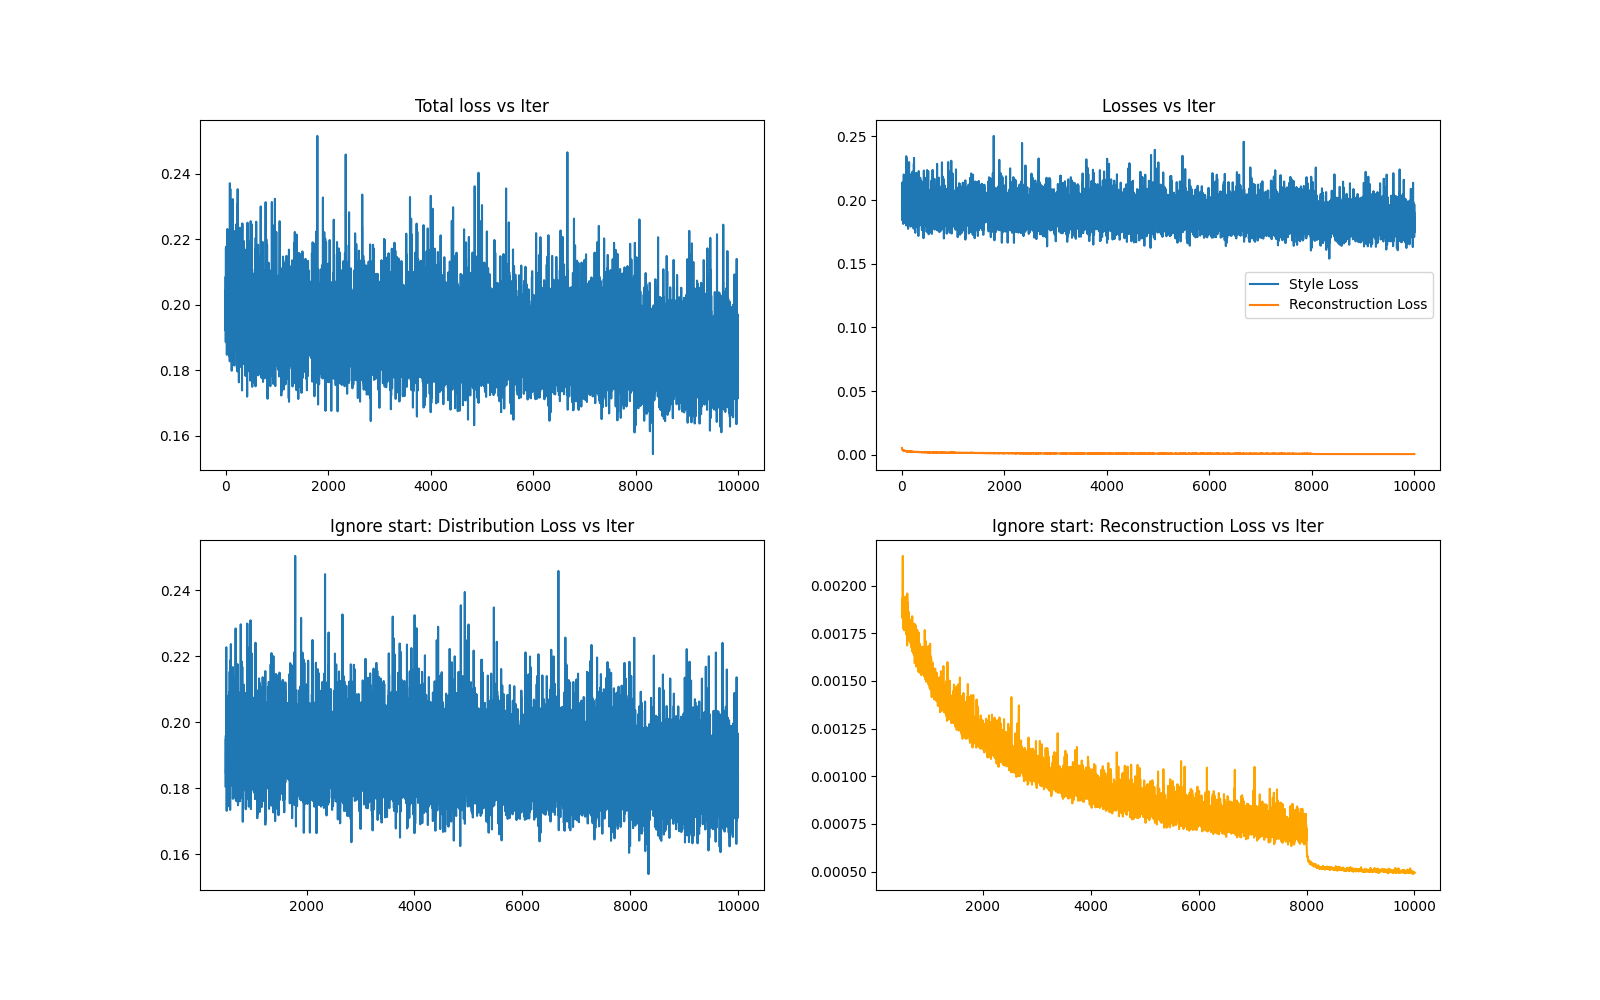 Total loss vs Iter
0.24
0.22
0.20
0.18
0.16
0 2000 4000 6000 8000 10000
Losses vs Iter
0.25
0.20
0.15
0.10
0.05
0.00
Style Loss
Reconstruction Loss
0 2000 4000 6000 8000 10000
Ignore start: Distribution Loss vs Iter
0.24
0.22
0.20
0.18
0.16
2000 4000 6000 8000 10000
Ignore start: Reconstruction Loss vs Iter
0.00200
0.00175
0.00150
0.00125
0.00100
0.00075
0.00050
2000 4000 6000 8000 10000